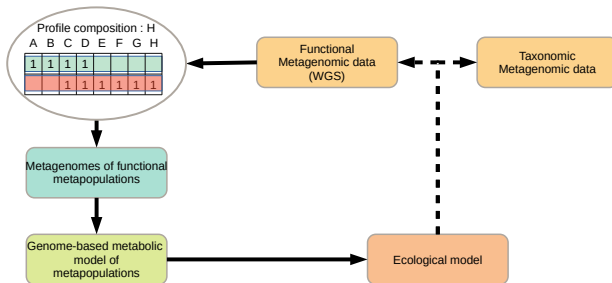 Profile composition : H
A B C D E F G H
1 1 1 1
1 1 1 1 1 1
Functional
Metagenomic data
(WGS)
Taxonomic
Metagenomic data
Metagenomes of functional
metapopulations
Genome-based metabolic
model of
metapopulations
Ecological model